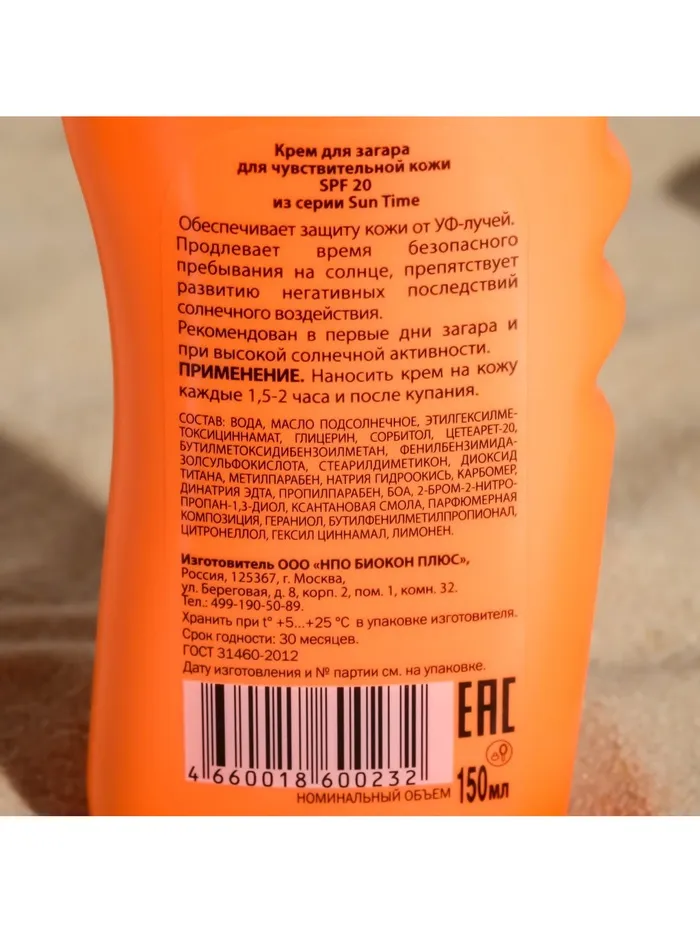 Крем для загара
для чувствительной кожи
SPF 20
из серии Sun Time
Обеспечивает защиту кожи от УФ-лучей.
Продлевает время безопасного
пребывания на солнце, препятствует
развитию негативных последствий
солнечного воздействия.
Рекомендован в первые дни загара и
при высокой солнечной активности.
ПРИМЕНЕНИЕ. Наносить крем на кожу
каждые 1,5-2 часа и после купания.
СОСТАВ: ВОДА, МАСЛО ПОДСОЛНЕЧНОЕ, ЭТИЛГЕКСИЛМЕ-
ТОКСИЦИННАМАТ, ГЛИЦЕРИН, СОРБИТОЛ, ЦЕТЕАРЕТ-20,
БУТИЛМЕТОКСИДИБЕНЗОИЛМЕТАН, ФЕНИЛБЕНЗИМИДА-
ЗОЛСУЛЬФОКИСЛОТА, СТЕАРИЛДИМЕТИКОН, ДИОКСИД
ТИТАНА, МЕТИЛПАРАБЕН, НАТРИЯ ГИДРООКИСЬ, КАРБОМЕР,
ДИНАТРИЯ ЭДТА, ПРОПИЛПАРАБЕН, БОА, 2-БРОМ-2-НИТРО-
ПРОПАН-1,3-ДИОЛ, КСАНТАНОВАЯ СМОЛА, ПАРФЮМЕРНАЯ
КОМПОЗИЦИЯ, ГЕРАНИОЛ, БУТИЛФЕНИЛМЕТИЛПРОПИОНАЛ,
ЦИТРОНЕЛЛОЛ, ГЕКСИЛ ЦИННАМАЛ, ЛИМОНЕН.
Изготовитель ООО «НПО БИОКОН ПЛЮС»,
Россия, 125367, г. Москва,
ул. Береговая, д. 8, корп. 2, пом. 1, комн. 32.
Тел.: 499-190-50-89.
Хранить при t° +5...+25 °С в упаковке изготовителя.
Срок годности: 30 месяцев.
ГОСТ 31460-2012
Дату изготовления и № партии см. на упаковке.
EAC
4 660018 600232
НОМИНАЛЬНЫЙ ОБЪЕМ 150мл